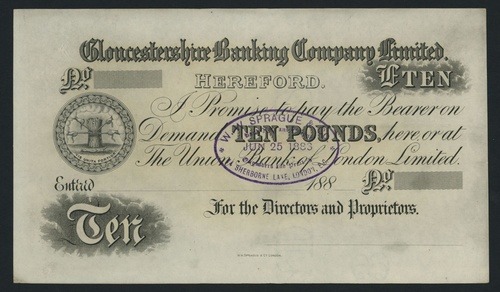 Gloucestershire Banking Company Limited.
No
HEREFORD.
£TEN
I Promise to pay the Bearer on
Demand TEN POUNDS, here, or at
The Union Bank of London Limited.
W.W. SPRAGUE &
JUN 25 1883
SHERBORNE LANE, LONDON, E.C.
Entered
188
No.
Ten
For the Directors and Proprietors.